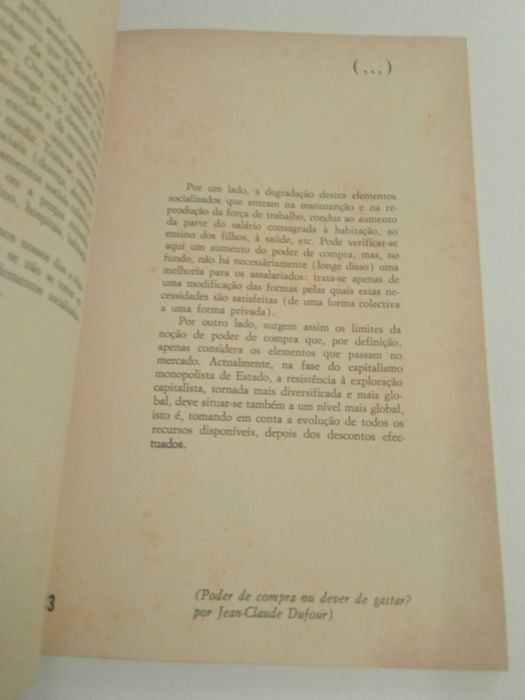 (...)
Por um lado, a degradação destes elementos
socializados que entram na manutenção e na re-
produção da força de trabalho, conduz ao aumento
da parte do salário consagrada à habitação, ao
ensino dos filhos, à saúde, etc. Pode verificar-se
aqui um aumento do poder de compra, mas, no
fundo, não há necessàriamente (longe disso) uma
melhoria para os assalariados: trata-se apenas de
uma modificação das formas pelas quais estas ne-
cessidades são satisfeitas (de uma forma colectiva
a uma forma privada).
Por outro lado, surgem assim os limites da
noção de poder de compra que, por definição,
apenas considera os elementos que passam no
mercado. Actualmente, na fase do capitalismo
monopolista de Estado, a resistência à exploração
capitalista, tornada mais diversificada e mais glo-
bal, deve situar-se também a um nível mais global,
isto é, tomando em conta a evolução de todos os
recursos disponíveis, depois dos descontos efec-
tuados.
3
(Poder de compra ou dever de gastar?
por Jean-Claude Dufour)